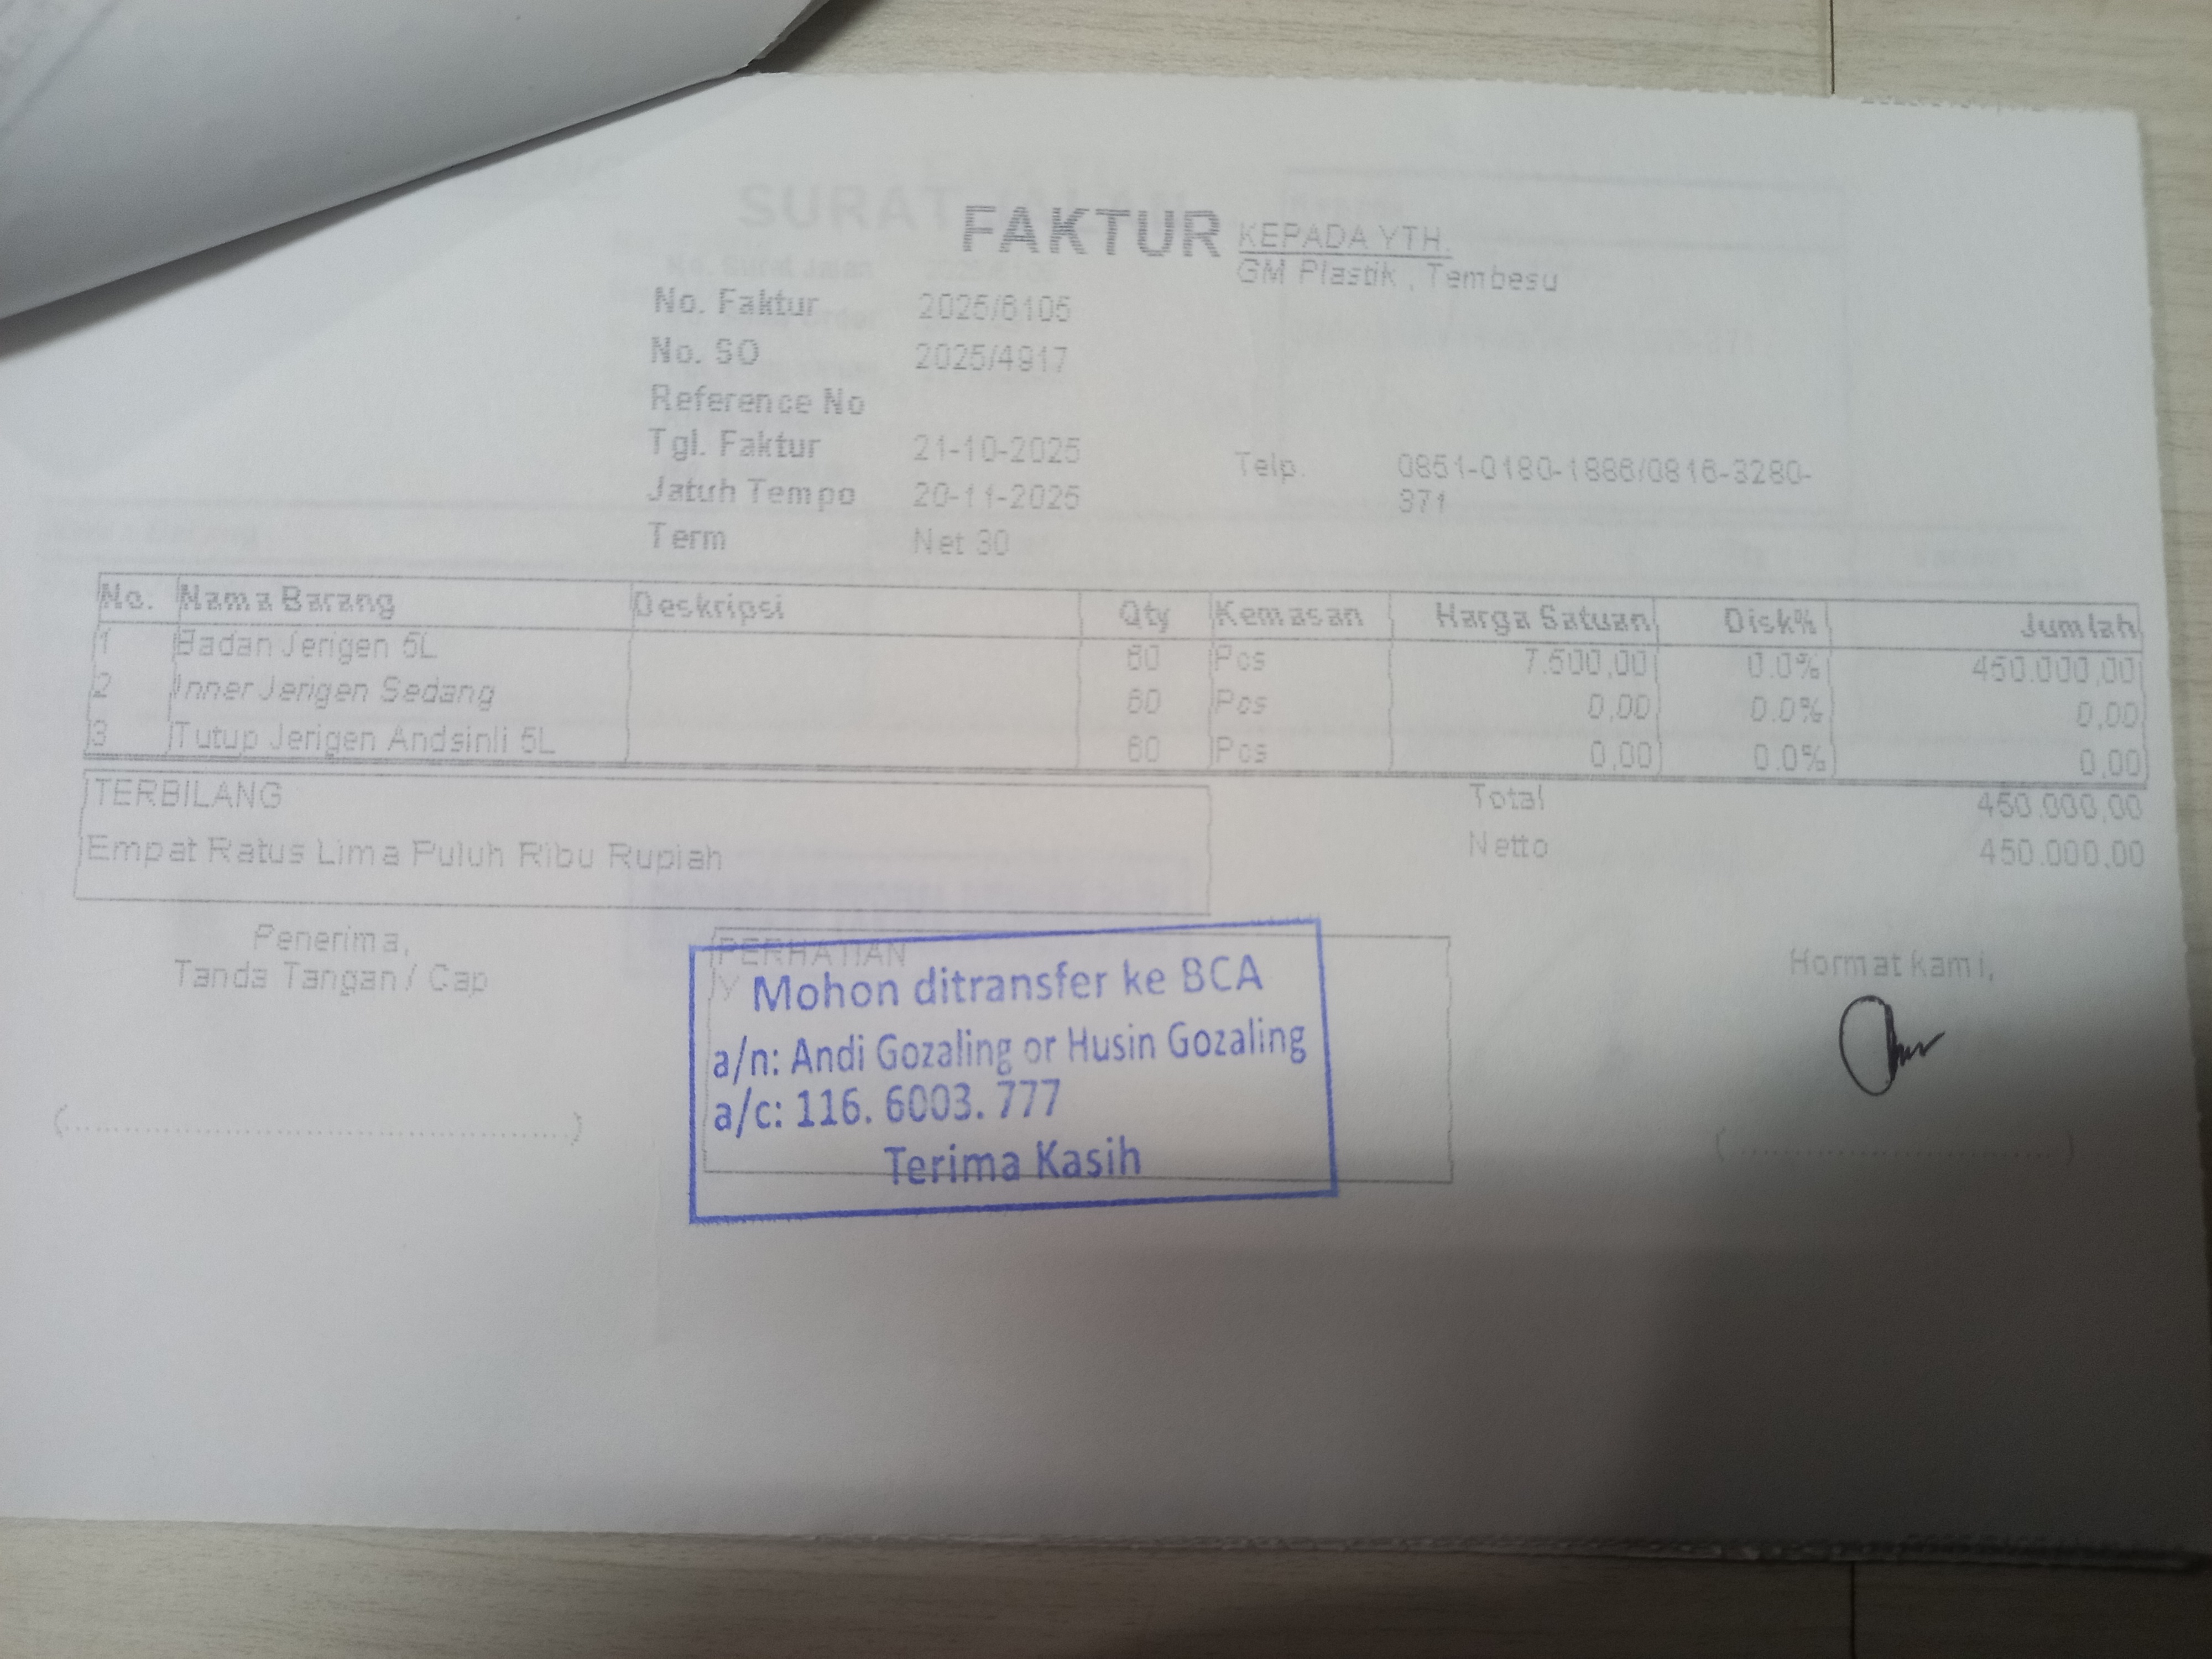 SURAT JALAN
FAKTUR
KEPADA YTH.
GM Plastik , Tembesu
No. Faktur 2025/6105
No. SO 2025/4917
Reference No
Tgl. Faktur 21-10-2025
Jatuh Tempo 20-11-2025
Term Net 30
Telp. 0851-0180-1886/0816-3280-
371
No. Nama Barang Deskripsi Qty Kemasan Harga Satuan Disk% Jumlah
1 Badan Jerigen 5L 60 Pcs 7.500,00 0.0% 450.000,00
2 Inner Jerigen Sedang 60 Pcs 0,00 0.0% 0,00
3 Tutup Jerigen Andsinli 5L 60 Pcs 0,00 0.0% 0,00
TERBILANG
Empat Ratus Lima Puluh Ribu Rupiah
Total 450.000,00
Netto 450.000,00
Penerima,
Tanda Tangan / Cap
(..........................................)
PERHATIAN
Mohon ditransfer ke BCA
a/n: Andi Gozaling or Husin Gozaling
a/c: 116. 6003. 777
Terima Kasih
Hormat kami,
(..............................)